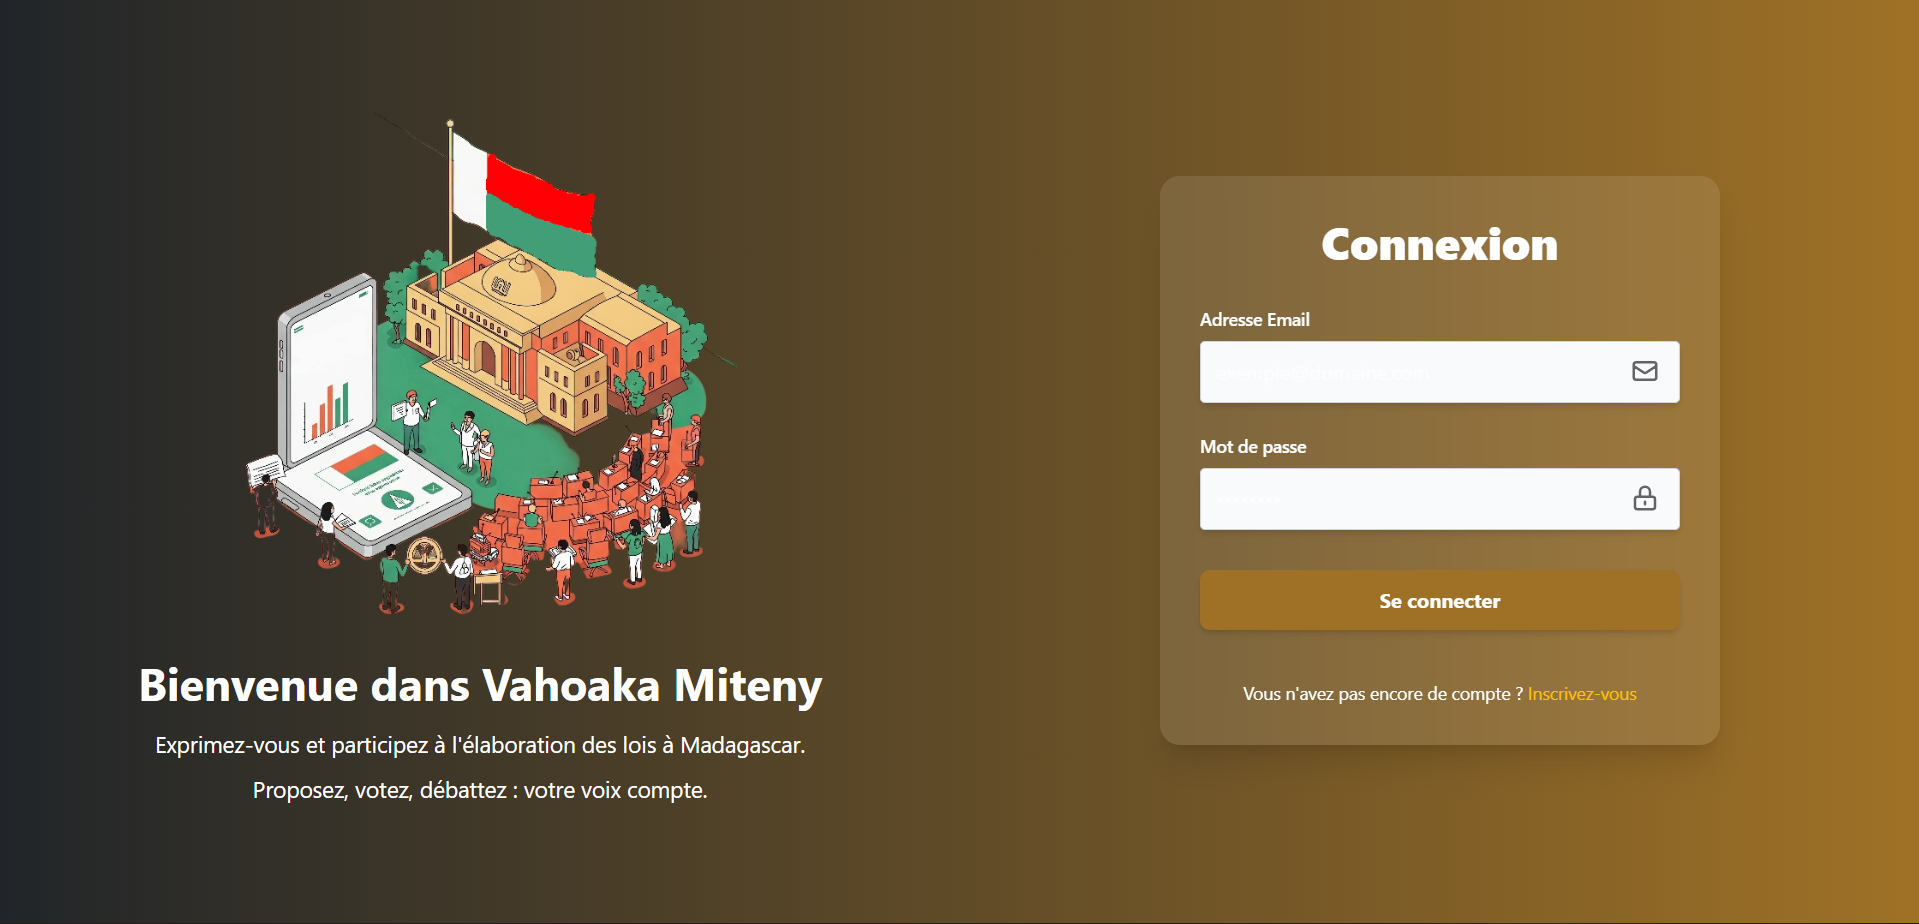 Bienvenue dans Vahoaka Miteny
Exprimez-vous et participez à l'élaboration des lois à Madagascar.
Proposez, votez, débattez : votre voix compte.
Connexion
Adresse Email
Mot de passe
Se connecter
Vous n'avez pas encore de compte ? Inscrivez-vous